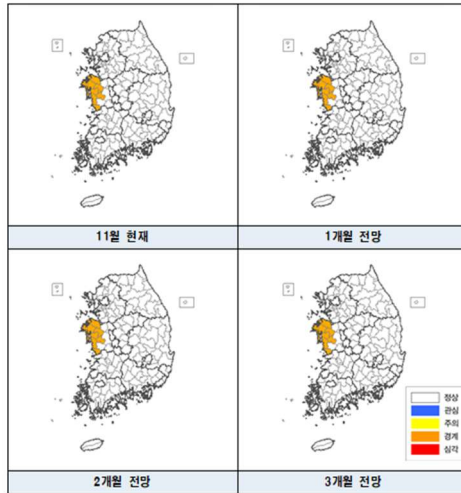 11월 현재
1개월 전망
정상
관심
주의
경계
심각
2개월 전망
3개월 전망